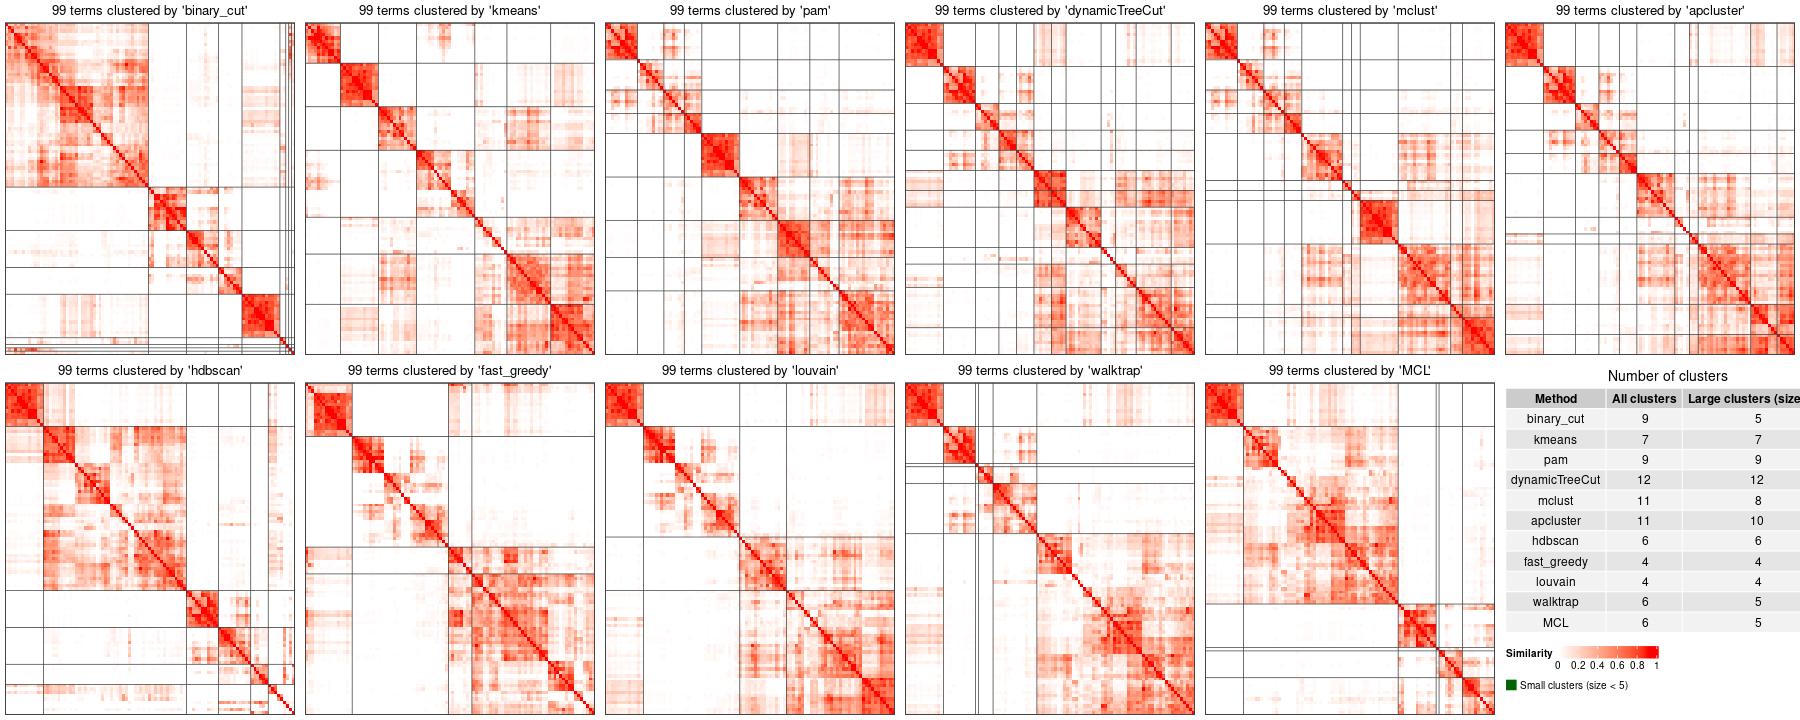 99 terms clustered by 'binary_cut'
99 terms clustered by 'kmeans'
99 terms clustered by 'pam'
99 terms clustered by 'dynamicTreeCut'
99 terms clustered by 'mclust'
99 terms clustered by 'apcluster'
99 terms clustered by 'hdbscan'
99 terms clustered by 'fast_greedy'
99 terms clustered by 'louvain'
99 terms clustered by 'walktrap'
99 terms clustered by 'MCL'
Number of clusters
Method All clusters Large clusters (size
binary_cut 9 5
kmeans 7 7
pam 9 9
dynamicTreeCut 12 12
mclust 11 8
apcluster 11 10
hdbscan 6 6
fast_greedy 4 4
louvain 4 4
walktrap 6 5
MCL 6 5
Similarity
0 0.2 0.4 0.6 0.8 1
Small clusters (size < 5)